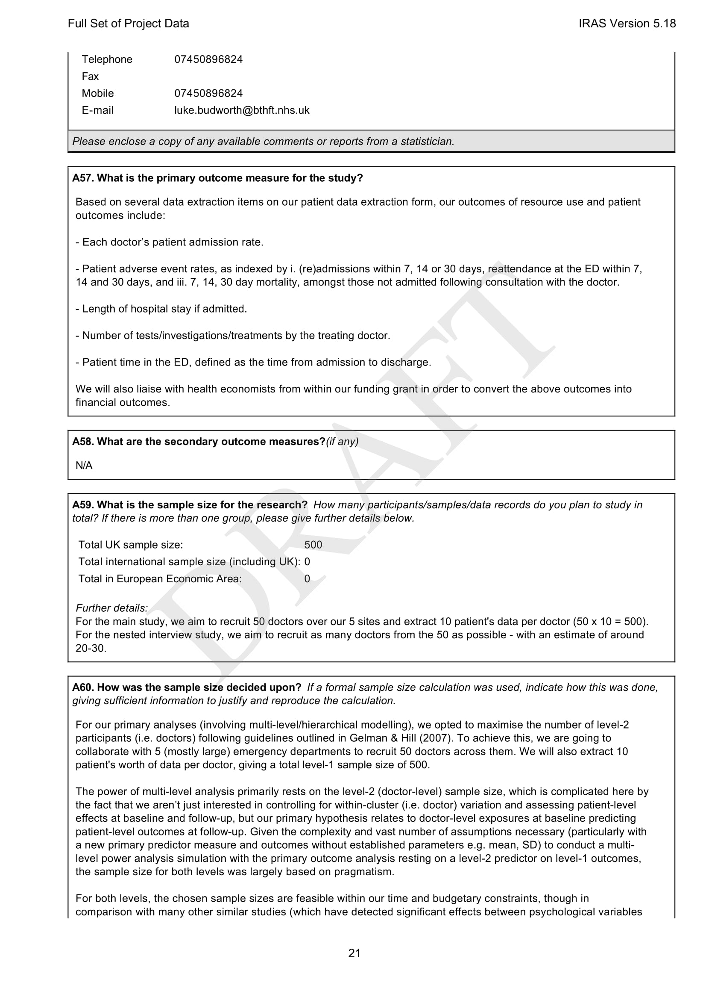 Full Set of Project Data IRAS Version 5.18
Telephone 07450896824
Fax
Mobile 07450896824
E-mail luke.budworth@bthft.nhs.uk
Please enclose a copy of any available comments or reports from a statistician.
A57. What is the primary outcome measure for the study?
Based on several data extraction items on our patient data extraction form, our outcomes of resource use and patient
outcomes include:
- Each doctor’s patient admission rate.
- Patient adverse event rates, as indexed by i. (re)admissions within 7, 14 or 30 days, reattendance at the ED within 7,
14 and 30 days, and iii. 7, 14, 30 day mortality, amongst those not admitted following consultation with the doctor.
- Length of hospital stay if admitted.
- Number of tests/investigations/treatments by the treating doctor.
- Patient time in the ED, defined as the time from admission to discharge.
We will also liaise with health economists from within our funding grant in order to convert the above outcomes into
financial outcomes.
A58. What are the secondary outcome measures?(if any)
N/A
A59. What is the sample size for the research? How many participants/samples/data records do you plan to study in
total? If there is more than one group, please give further details below.
Total UK sample size: 500
Total international sample size (including UK): 0
Total in European Economic Area: 0
Further details:
For the main study, we aim to recruit 50 doctors over our 5 sites and extract 10 patient's data per doctor (50 x 10 = 500).
For the nested interview study, we aim to recruit as many doctors from the 50 as possible - with an estimate of around
20-30.
A60. How was the sample size decided upon? If a formal sample size calculation was used, indicate how this was done,
giving sufficient information to justify and reproduce the calculation.
For our primary analyses (involving multi-level/hierarchical modelling), we opted to maximise the number of level-2
participants (i.e. doctors) following guidelines outlined in Gelman & Hill (2007). To achieve this, we are going to
collaborate with 5 (mostly large) emergency departments to recruit 50 doctors across them. We will also extract 10
patient's worth of data per doctor, giving a total level-1 sample size of 500.
The power of multi-level analysis primarily rests on the level-2 (doctor-level) sample size, which is complicated here by
the fact that we aren’t just interested in controlling for within-cluster (i.e. doctor) variation and assessing patient-level
effects at baseline and follow-up, but our primary hypothesis relates to doctor-level exposures at baseline predicting
patient-level outcomes at follow-up. Given the complexity and vast number of assumptions necessary (particularly with
a new primary predictor measure and outcomes without established parameters e.g. mean, SD) to conduct a multi-
level power analysis simulation with the primary outcome analysis resting on a level-2 predictor on level-1 outcomes,
the sample size for both levels was largely based on pragmatism.
For both levels, the chosen sample sizes are feasible within our time and budgetary constraints, though in
comparison with many other similar studies (which have detected significant effects between psychological variables
21
DRAFT